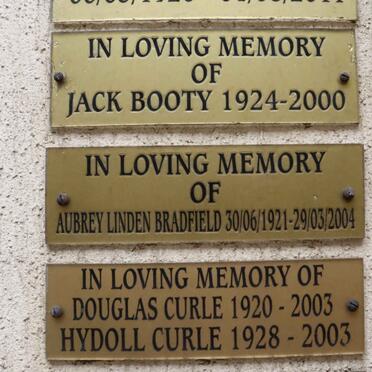 IN LOVING MEMORY
OF
JACK BOOTY 1924-2000
IN LOVING MEMORY
OF
AUBREY LINDEN BRADFIELD 30/06/1921-29/03/2004
IN LOVING MEMORY OF
DOUGLAS CURLE 1920 - 2003
HYDOLL CURLE 1928 - 2003